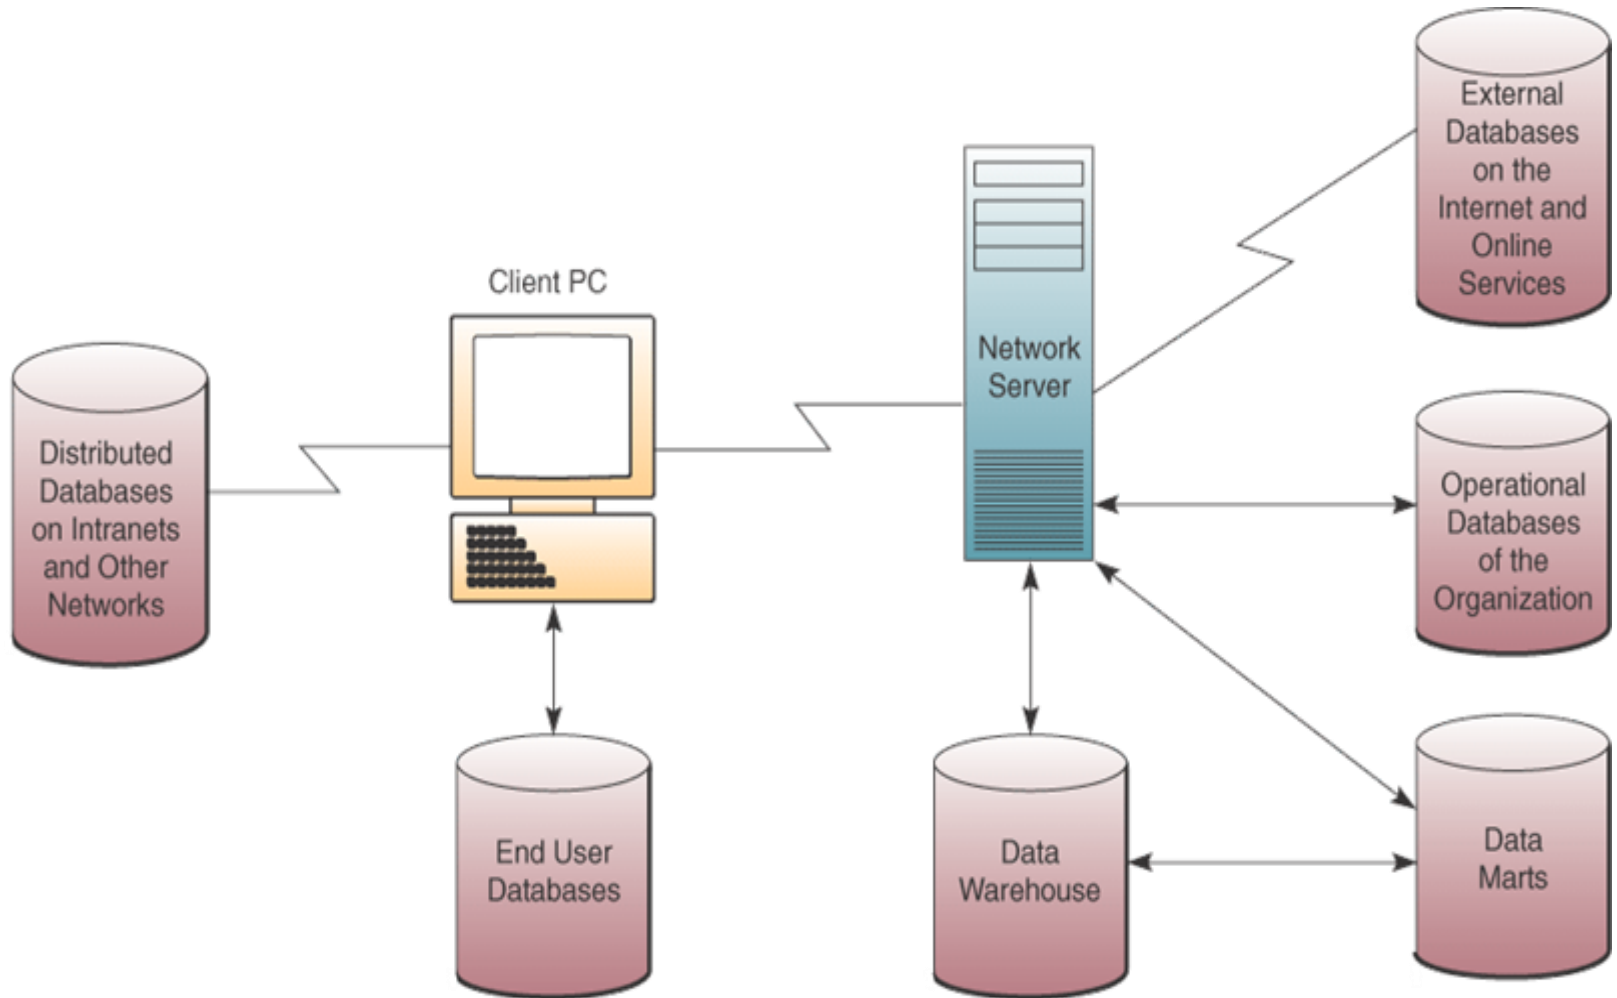 External
Databases
on the
Internet and
Online
Services
Client PC
Network
Server
Distributed
Databases
on Intranets
and Other
Networks
Operational
Databases
of the
Organization
End User
Databases
Data
Warehouse
Data
Marts